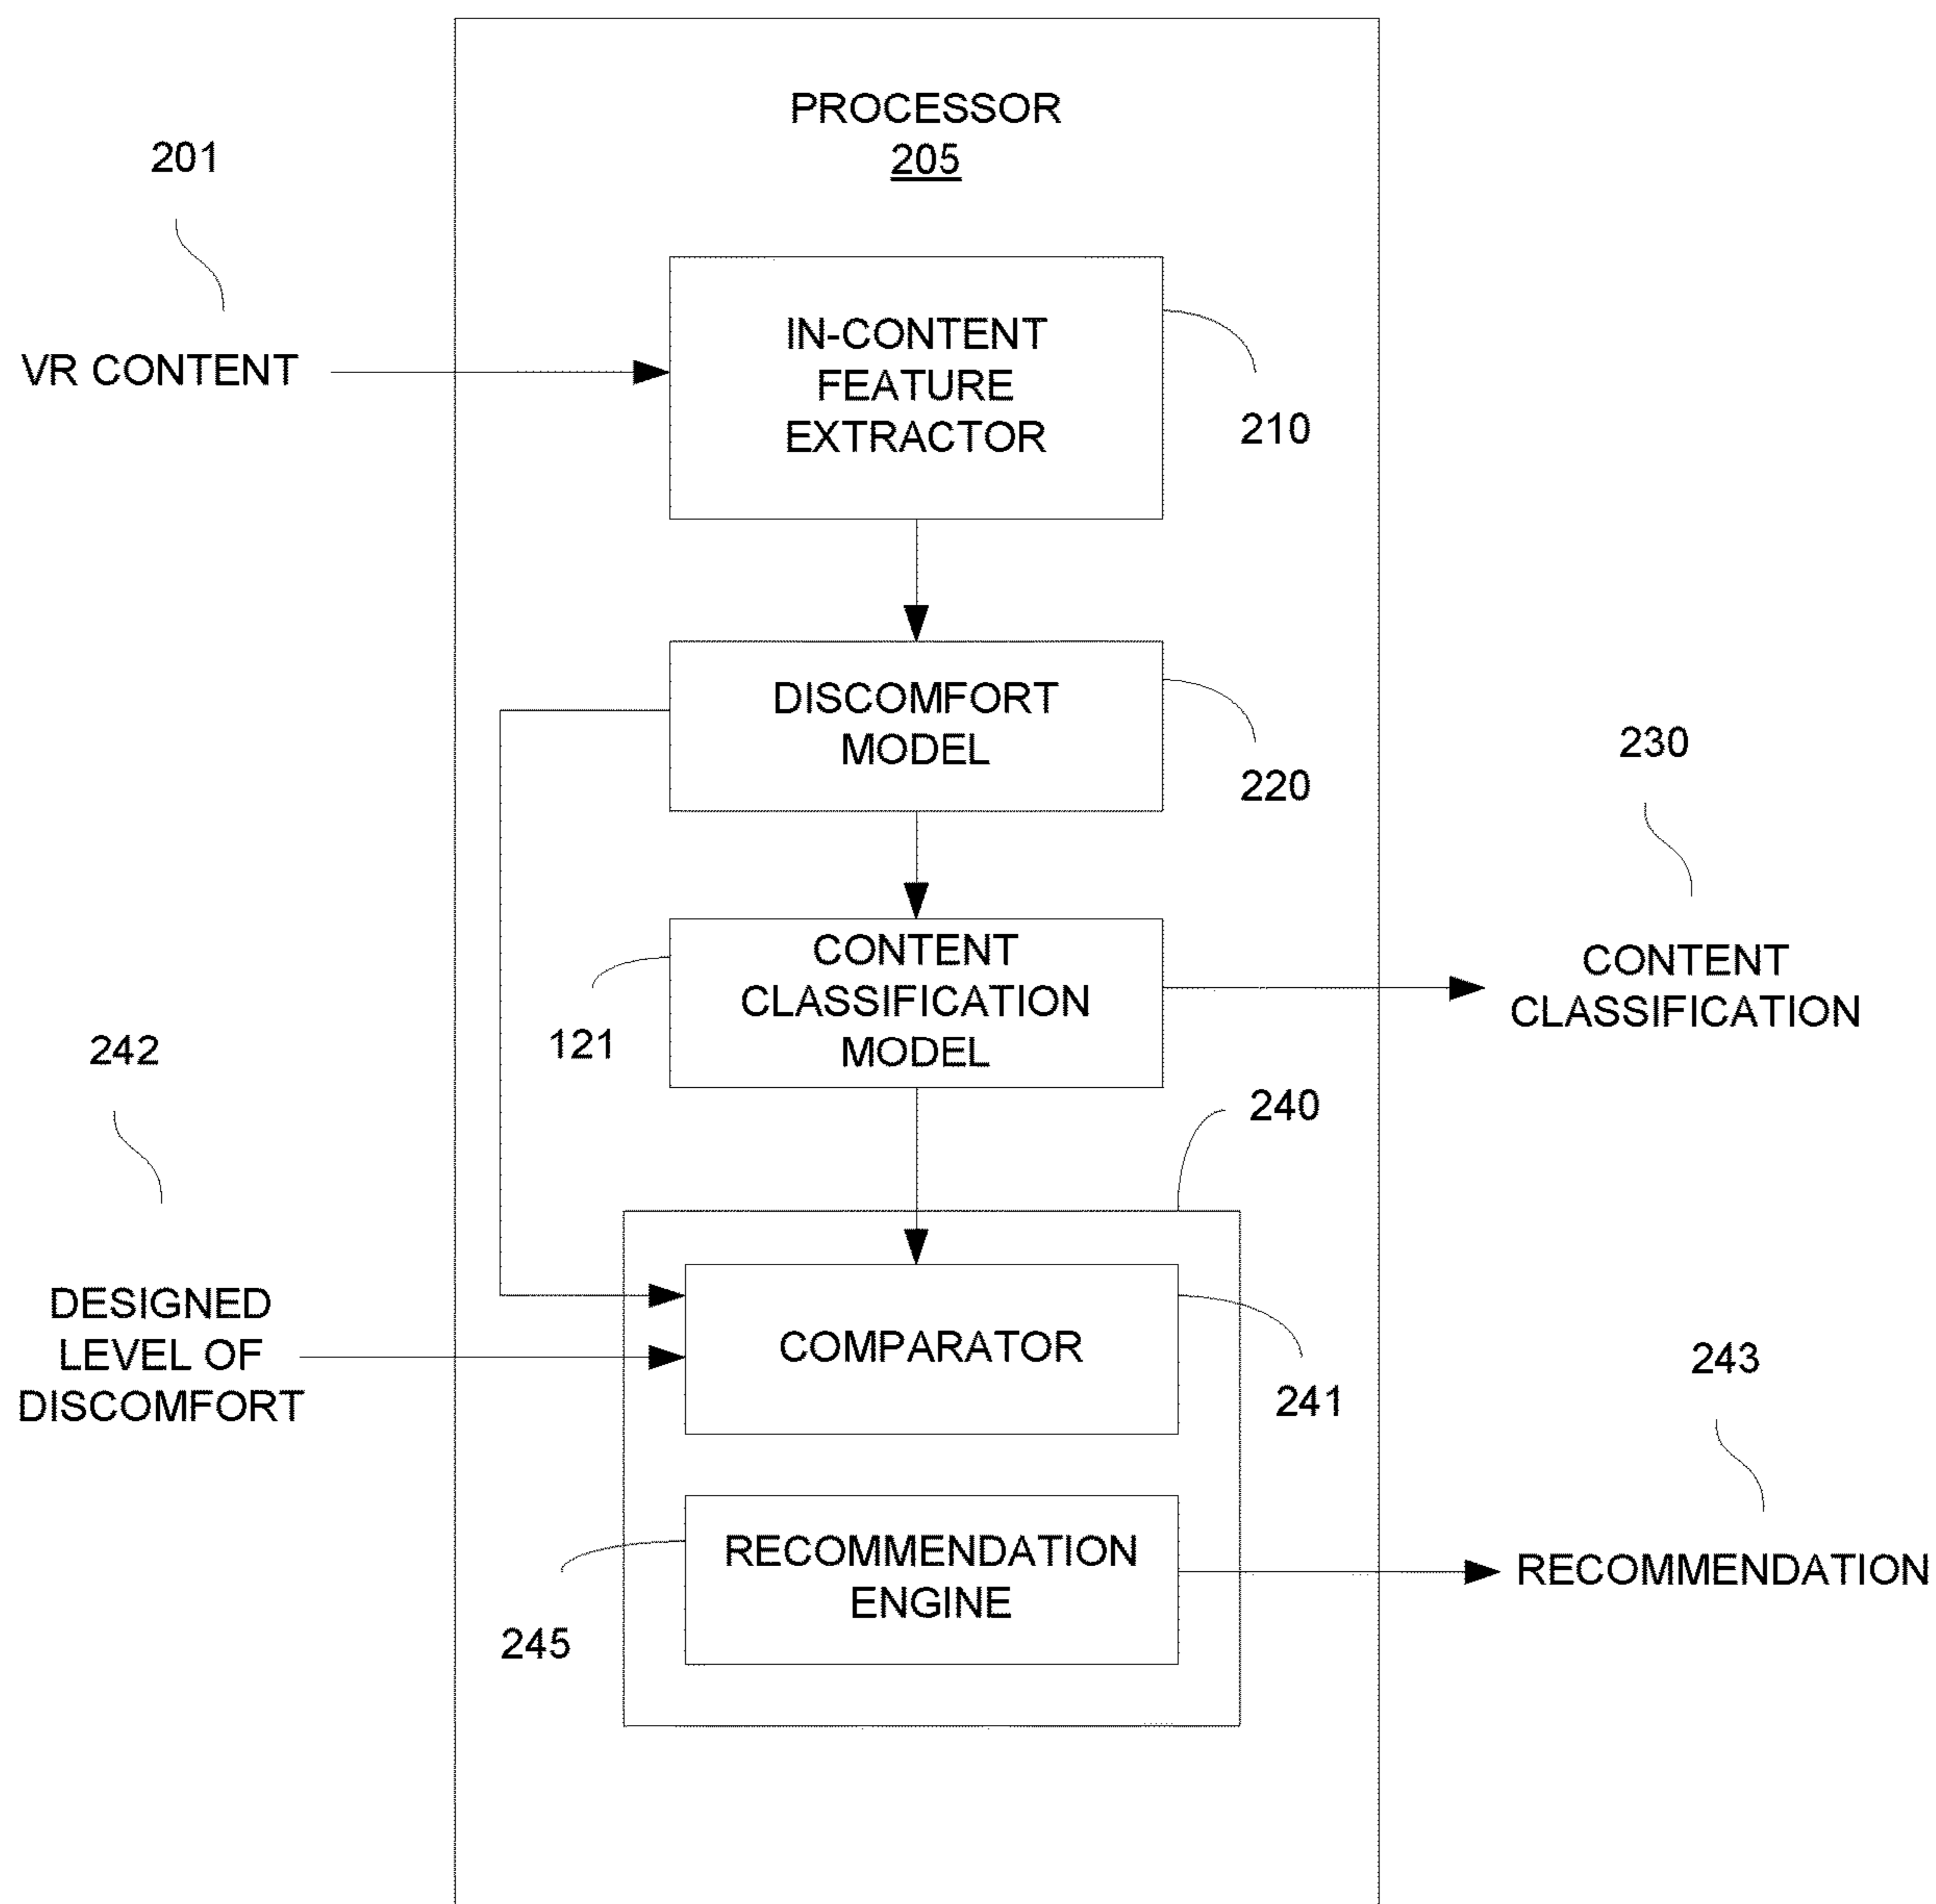 PROCESSOR
205
201
VR CONTENT
IN-CONTENT
FEATURE
EXTRACTOR
210
DISCOMFORT
MODEL
220
230
CONTENT
CLASSIFICATION
MODEL
121
CONTENT
CLASSIFICATION
242
240
DESIGNED
LEVEL OF
DISCOMFORT
COMPARATOR
241
243
RECOMMENDATION
ENGINE
245
RECOMMENDATION